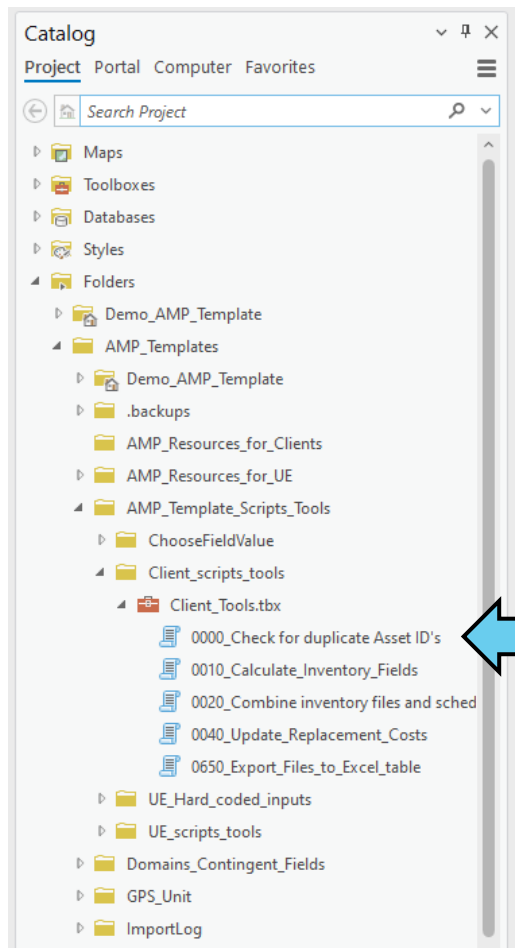 Catalog
Project Portal Computer Favorites
Search Project
Maps
Toolboxes
Databases
Styles
Folders
Demo_AMP_Template
AMP_Templates
Demo_AMP_Template
.backups
AMP_Resources_for_Clients
AMP_Resources_for_UE
AMP_Template_Scripts_Tools
ChooseFieldValue
Client_scripts_tools
Client_Tools.tbx
0000_Check for duplicate Asset ID's
0010_Calculate_Inventory_Fields
0020_Combine inventory files and sched
0040_Update_Replacement_Costs
0650_Export_Files_to_Excel_table
UE_Hard_coded_inputs
UE_scripts_tools
Domains_Contingent_Fields
GPS_Unit
ImportLog